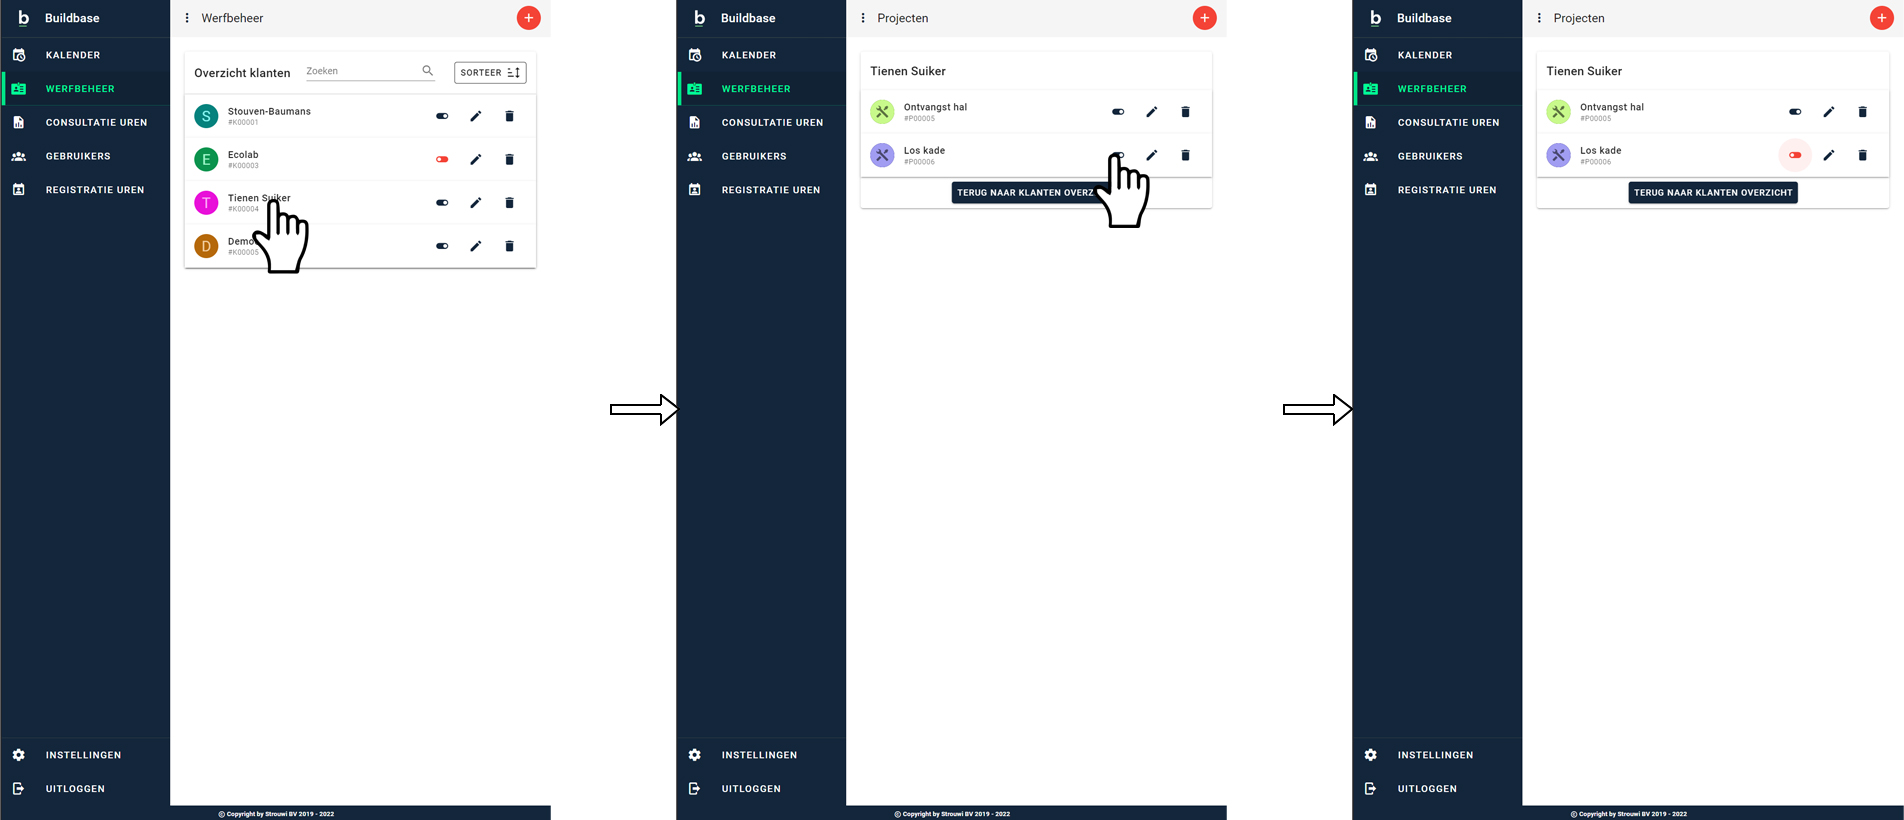 Buildbase
KALENDER
WERFBEHEER
CONSULTATIE UREN
GEBRUIKERS
REGISTRATIE UREN
INSTELLINGEN
UITLOGGEN
Werfbeheer
Overzicht klanten
Zoeken
SORTEER
S
Stouven-Baumans
#K00001
E
Ecolab
#K00003
T
Tienen Suiker
#K00004
D
#K00005
© Copyright by Strouwi BV 2019 - 2022
Buildbase
KALENDER
WERFBEHEER
CONSULTATIE UREN
GEBRUIKERS
REGISTRATIE UREN
INSTELLINGEN
UITLOGGEN
Projecten
Tienen Suiker
Ontvangst hal
#P00005
Los kade
#P00006
TERUG NAAR KLANTEN
© Copyright by Strouwi BV 2019 - 2022
Buildbase
KALENDER
WERFBEHEER
CONSULTATIE UREN
GEBRUIKERS
REGISTRATIE UREN
INSTELLINGEN
UITLOGGEN
Projecten
Tienen Suiker
Ontvangst hal
#P00005
Los kade
#P00006
TERUG NAAR KLANTEN OVERZICHT
© Copyright by Strouwi BV 2019 - 2022